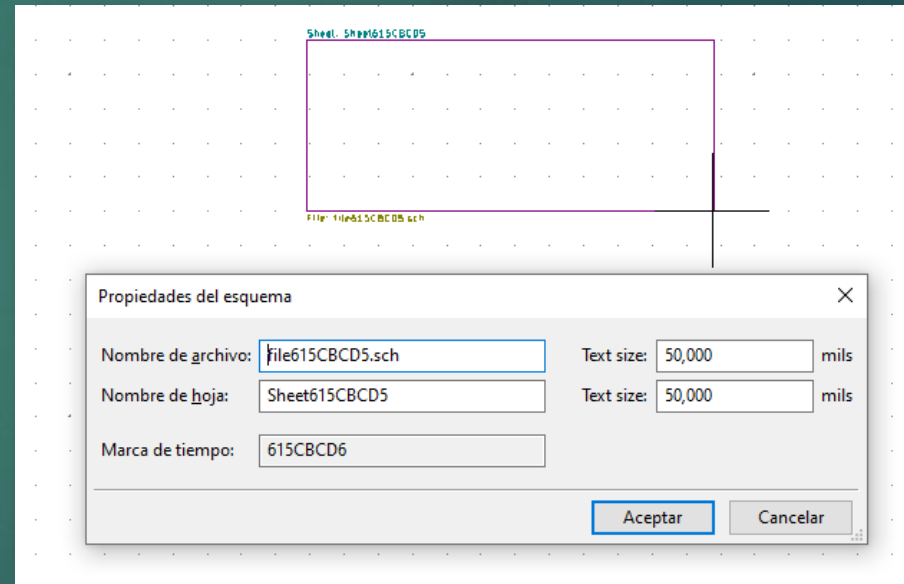 Sheet: Sheet615CBCD5
File: file615CBCD5.sch
Propiedades del esquema
Nombre de archivo: file615CBCD5.sch Text size: 50,000 mils
Nombre de hoja: Sheet615CBCD5 Text size: 50,000 mils
Marca de tiempo: 615CBCD6
Aceptar Cancelar